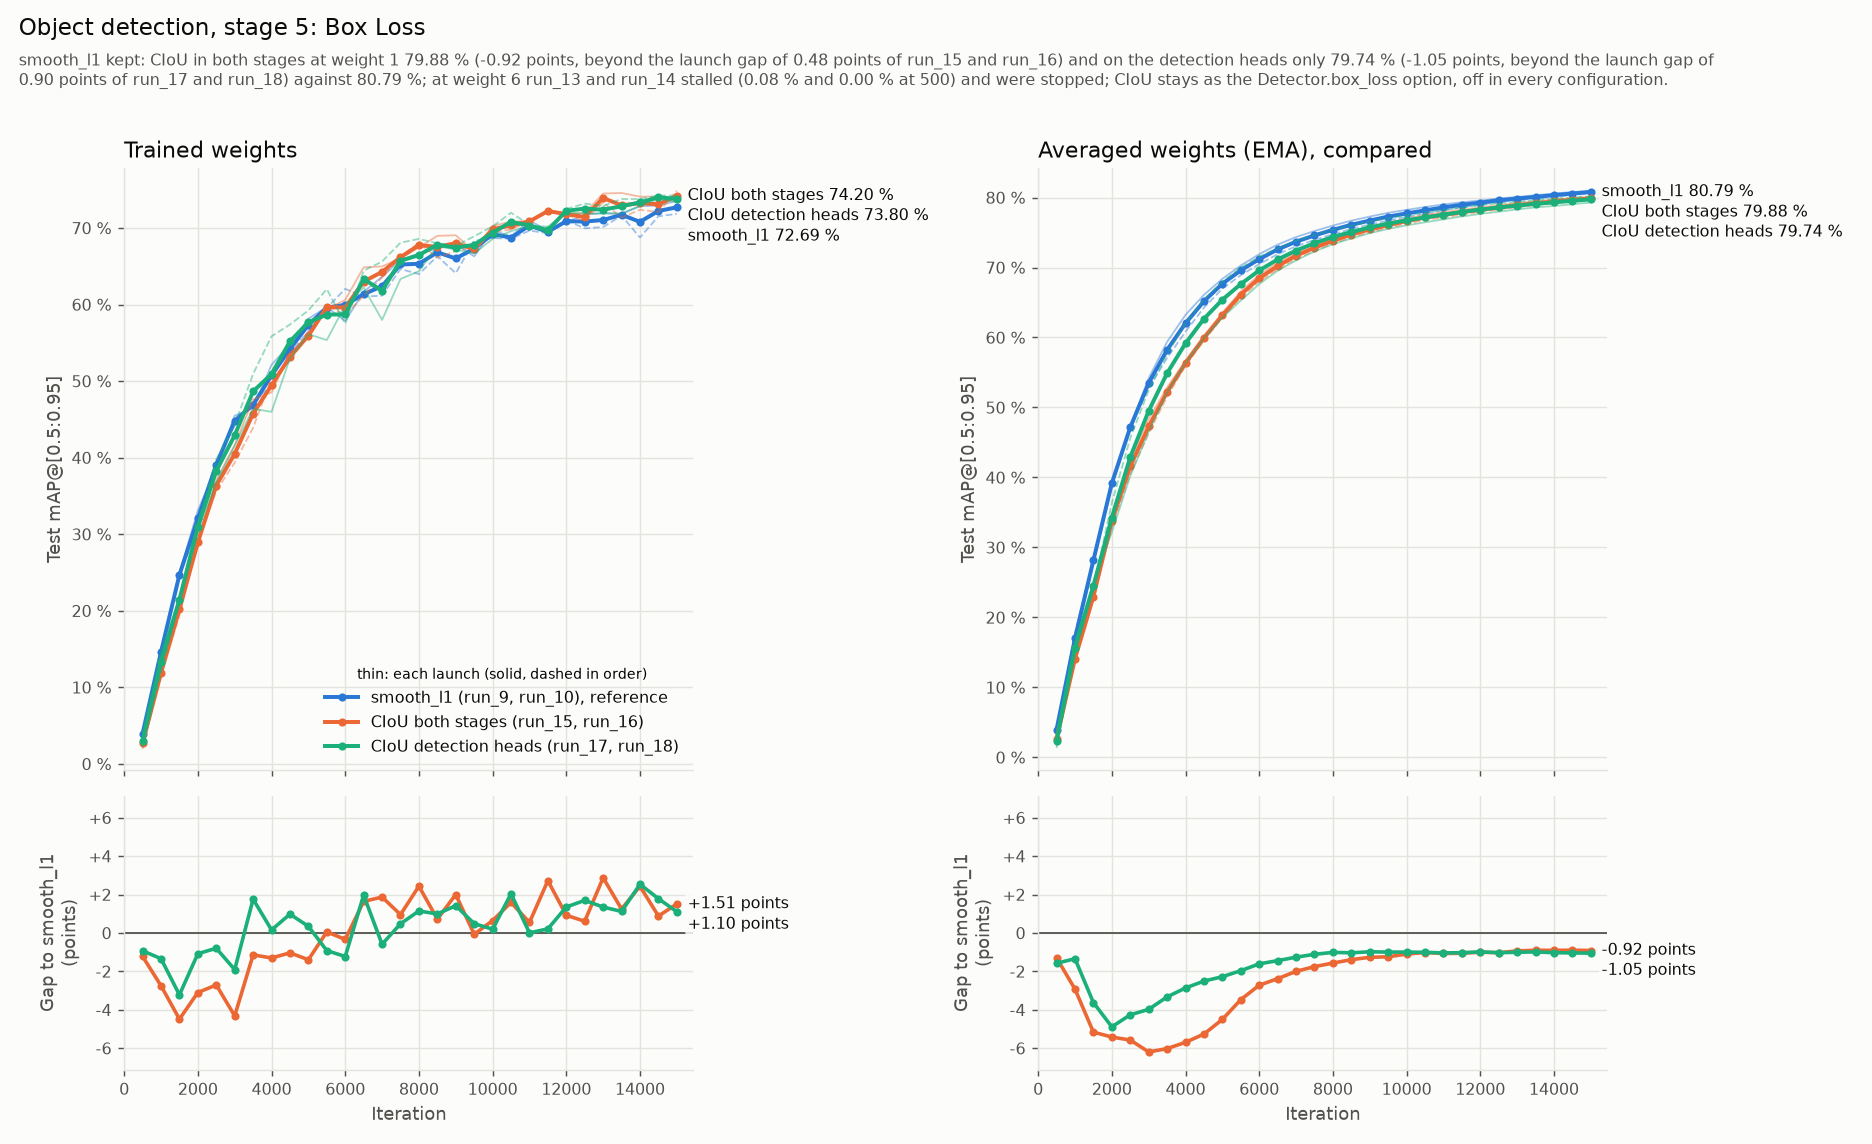 Object detection, stage 5: Box Loss
smooth_l1 kept: CIoU in both stages at weight 1 79.88 % (-0.92 points, beyond the launch gap of 0.48 points of run_15 and run_16) and on the detection heads only 79.74 % (-1.05 points, beyond the launch gap of
0.90 points of run_17 and run_18) against 80.79 %; at weight 6 run_13 and run_14 stalled (0.08 % and 0.00 % at 500) and were stopped; CIoU stays as the Detector.box_loss option, off in every configuration.
Trained weights
Test mAP@[0.5:0.95]
70 %
60 %
50 %
40 %
30 %
20 %
10 %
0 %
CIoU both stages 74.20 %
CIoU detection heads 73.80 %
smooth_l1 72.69 %
thin: each launch (solid, dashed in order)
smooth_l1 (run_9, run_10), reference
CIoU both stages (run_15, run_16)
CIoU detection heads (run_17, run_18)
Averaged weights (EMA), compared
Test mAP@[0.5:0.95]
80 %
70 %
60 %
50 %
40 %
30 %
20 %
10 %
0 %
smooth_l1 80.79 %
CIoU both stages 79.88 %
CIoU detection heads 79.74 %
Gap to smooth_l1
(points)
+6
+4
+2
0
-2
-4
-6
+1.51 points
+1.10 points
0 2000 4000 6000 8000 10000 12000 14000
Iteration
Gap to smooth_l1
(points)
+6
+4
+2
0
-2
-4
-6
-0.92 points
-1.05 points
0 2000 4000 6000 8000 10000 12000 14000
Iteration